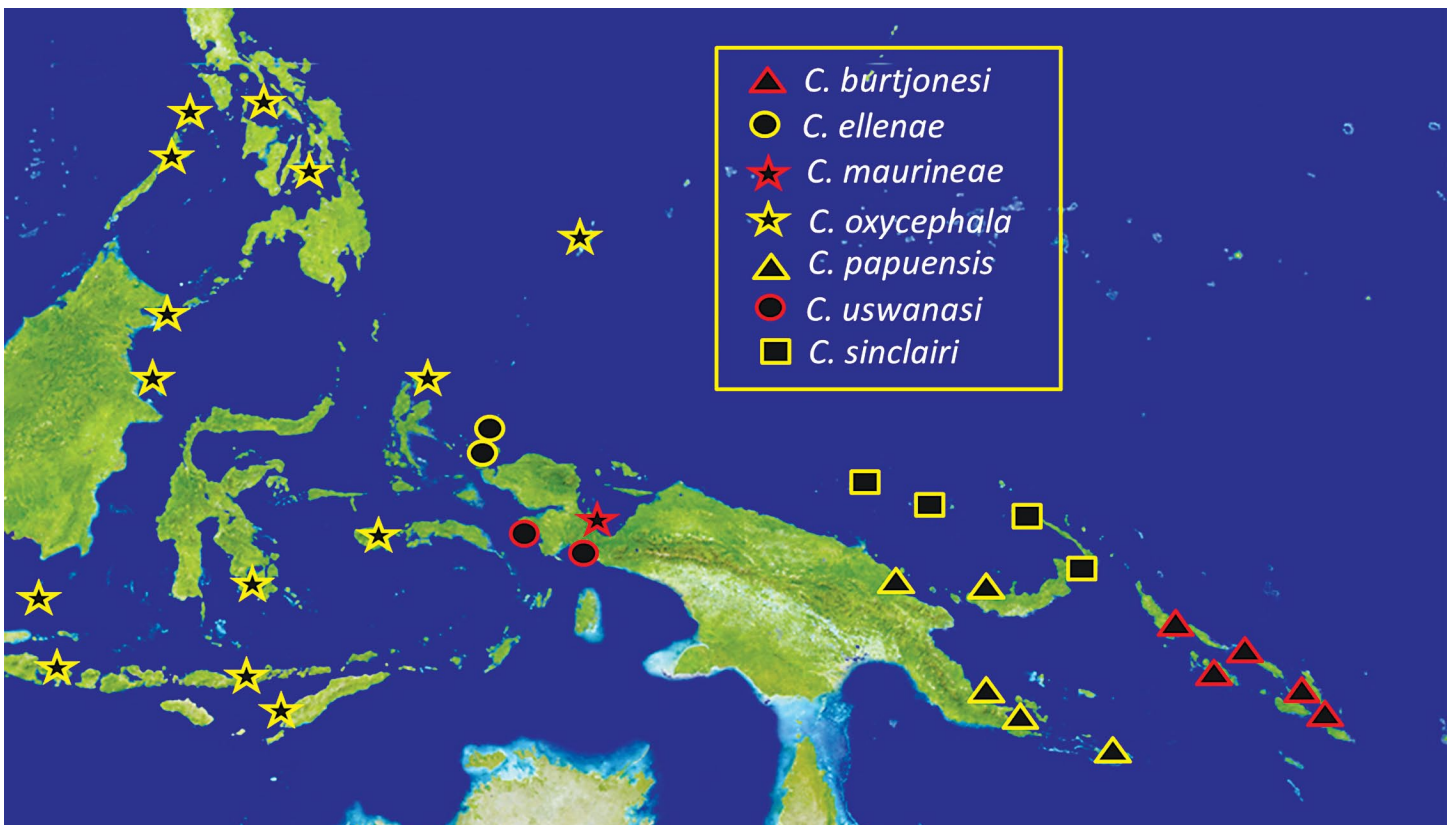 C. burtjonesi
C. ellenae
C. maurineae
C. oxycephala
C. papuensis
C. uswanasi
C. sinclairi